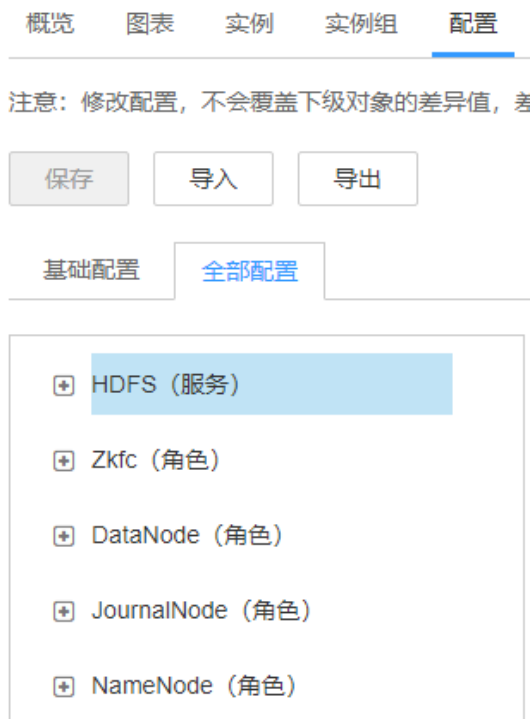 概览 图表 实例 实例组 配置
注意：修改配置，不会覆盖下级对象的差异值，差
保存 导入 导出
基础配置 全部配置
HDFS（服务）
Zkfc（角色）
DataNode（角色）
JournalNode（角色）
NameNode（角色）